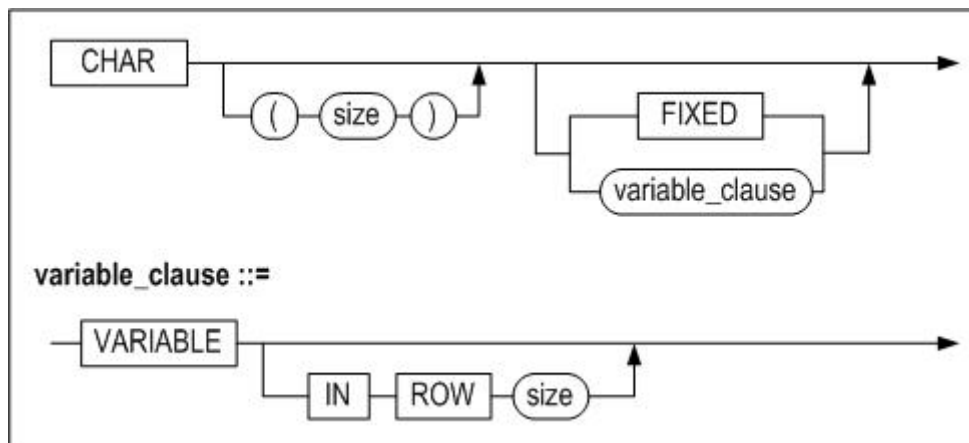 CHAR
( size )
FIXED
variable_clause
variable_clause ::=
VARIABLE
IN ROW size